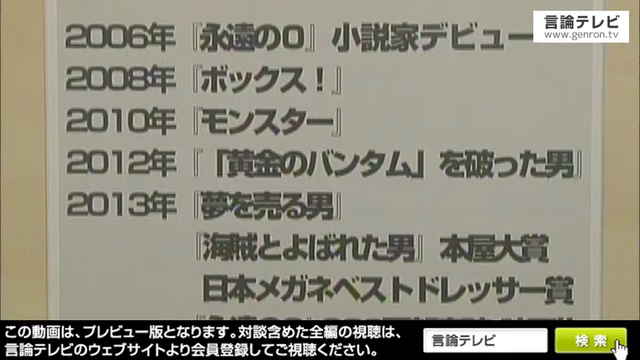 言論テレビ
www.genron.tv
2006年 『永遠の０』 小説家デビュー
2008年 『ボックス！』
2010年 『モンスター』
2012年 『「黄金のバンタム」を破った男』
2013年 『夢を売る男』
『海賊とよばれた男』 本屋大賞
日本メガネベストドレッサー賞
この動画は、プレビュー版となります。対談含めた全編の視聴は、
言論テレビのウェブサイトより会員登録してご視聴ください。
言論テレビ
検索